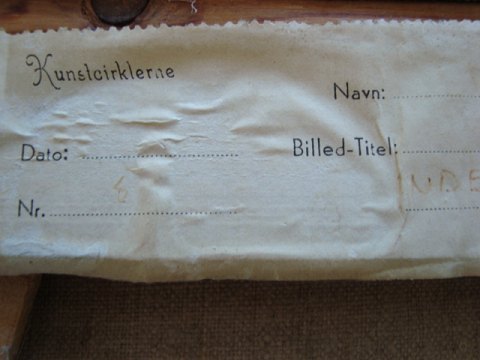 Kunstcirklerne
Navn:
Dato:
Billed-Titel:
Nr.